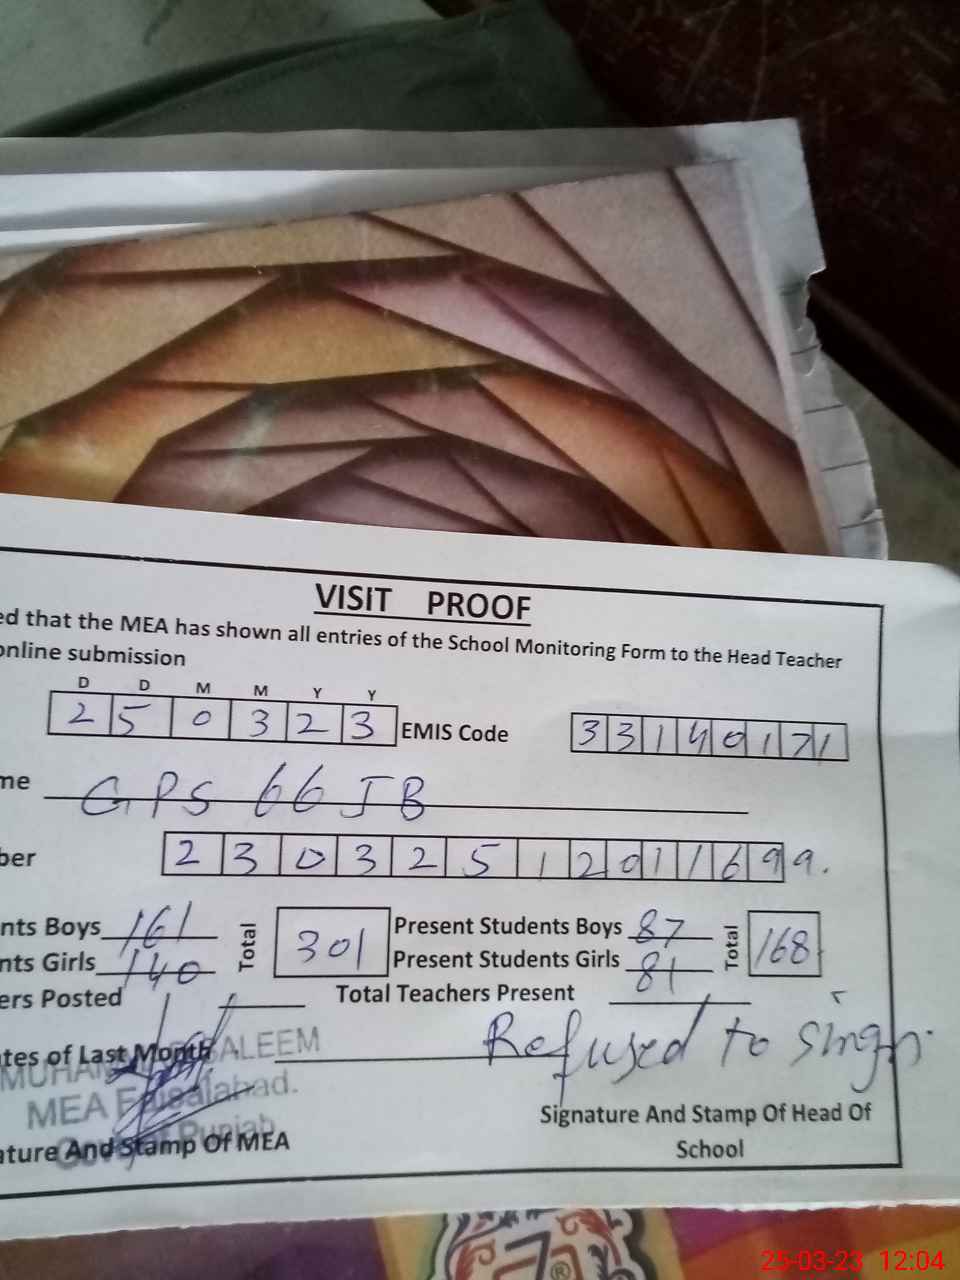 VISIT PROOF
ed that the MEA has shown all entries of the School Monitoring Form to the Head Teacher
online submission
D D M M Y Y
2 5 0 3 2 3 EMIS Code 3 3 1 4 0 1 7 1
me GPS 66 JB
ber 2 3 0 3 2 5 1 2 0 1 1 6 9 9.
nts Boys 161 Total 301 Present Students Boys 87 Total 168
nts Girls 140 Present Students Girls 81
ers Posted Total Teachers Present
tes of Last Month Refused to singn.
SALEEM
MEA Faisalabad.
Govt Punjab
Signature And Stamp Of Head Of
School
ature And Stamp Of MEA
®
25-03-23 12:04